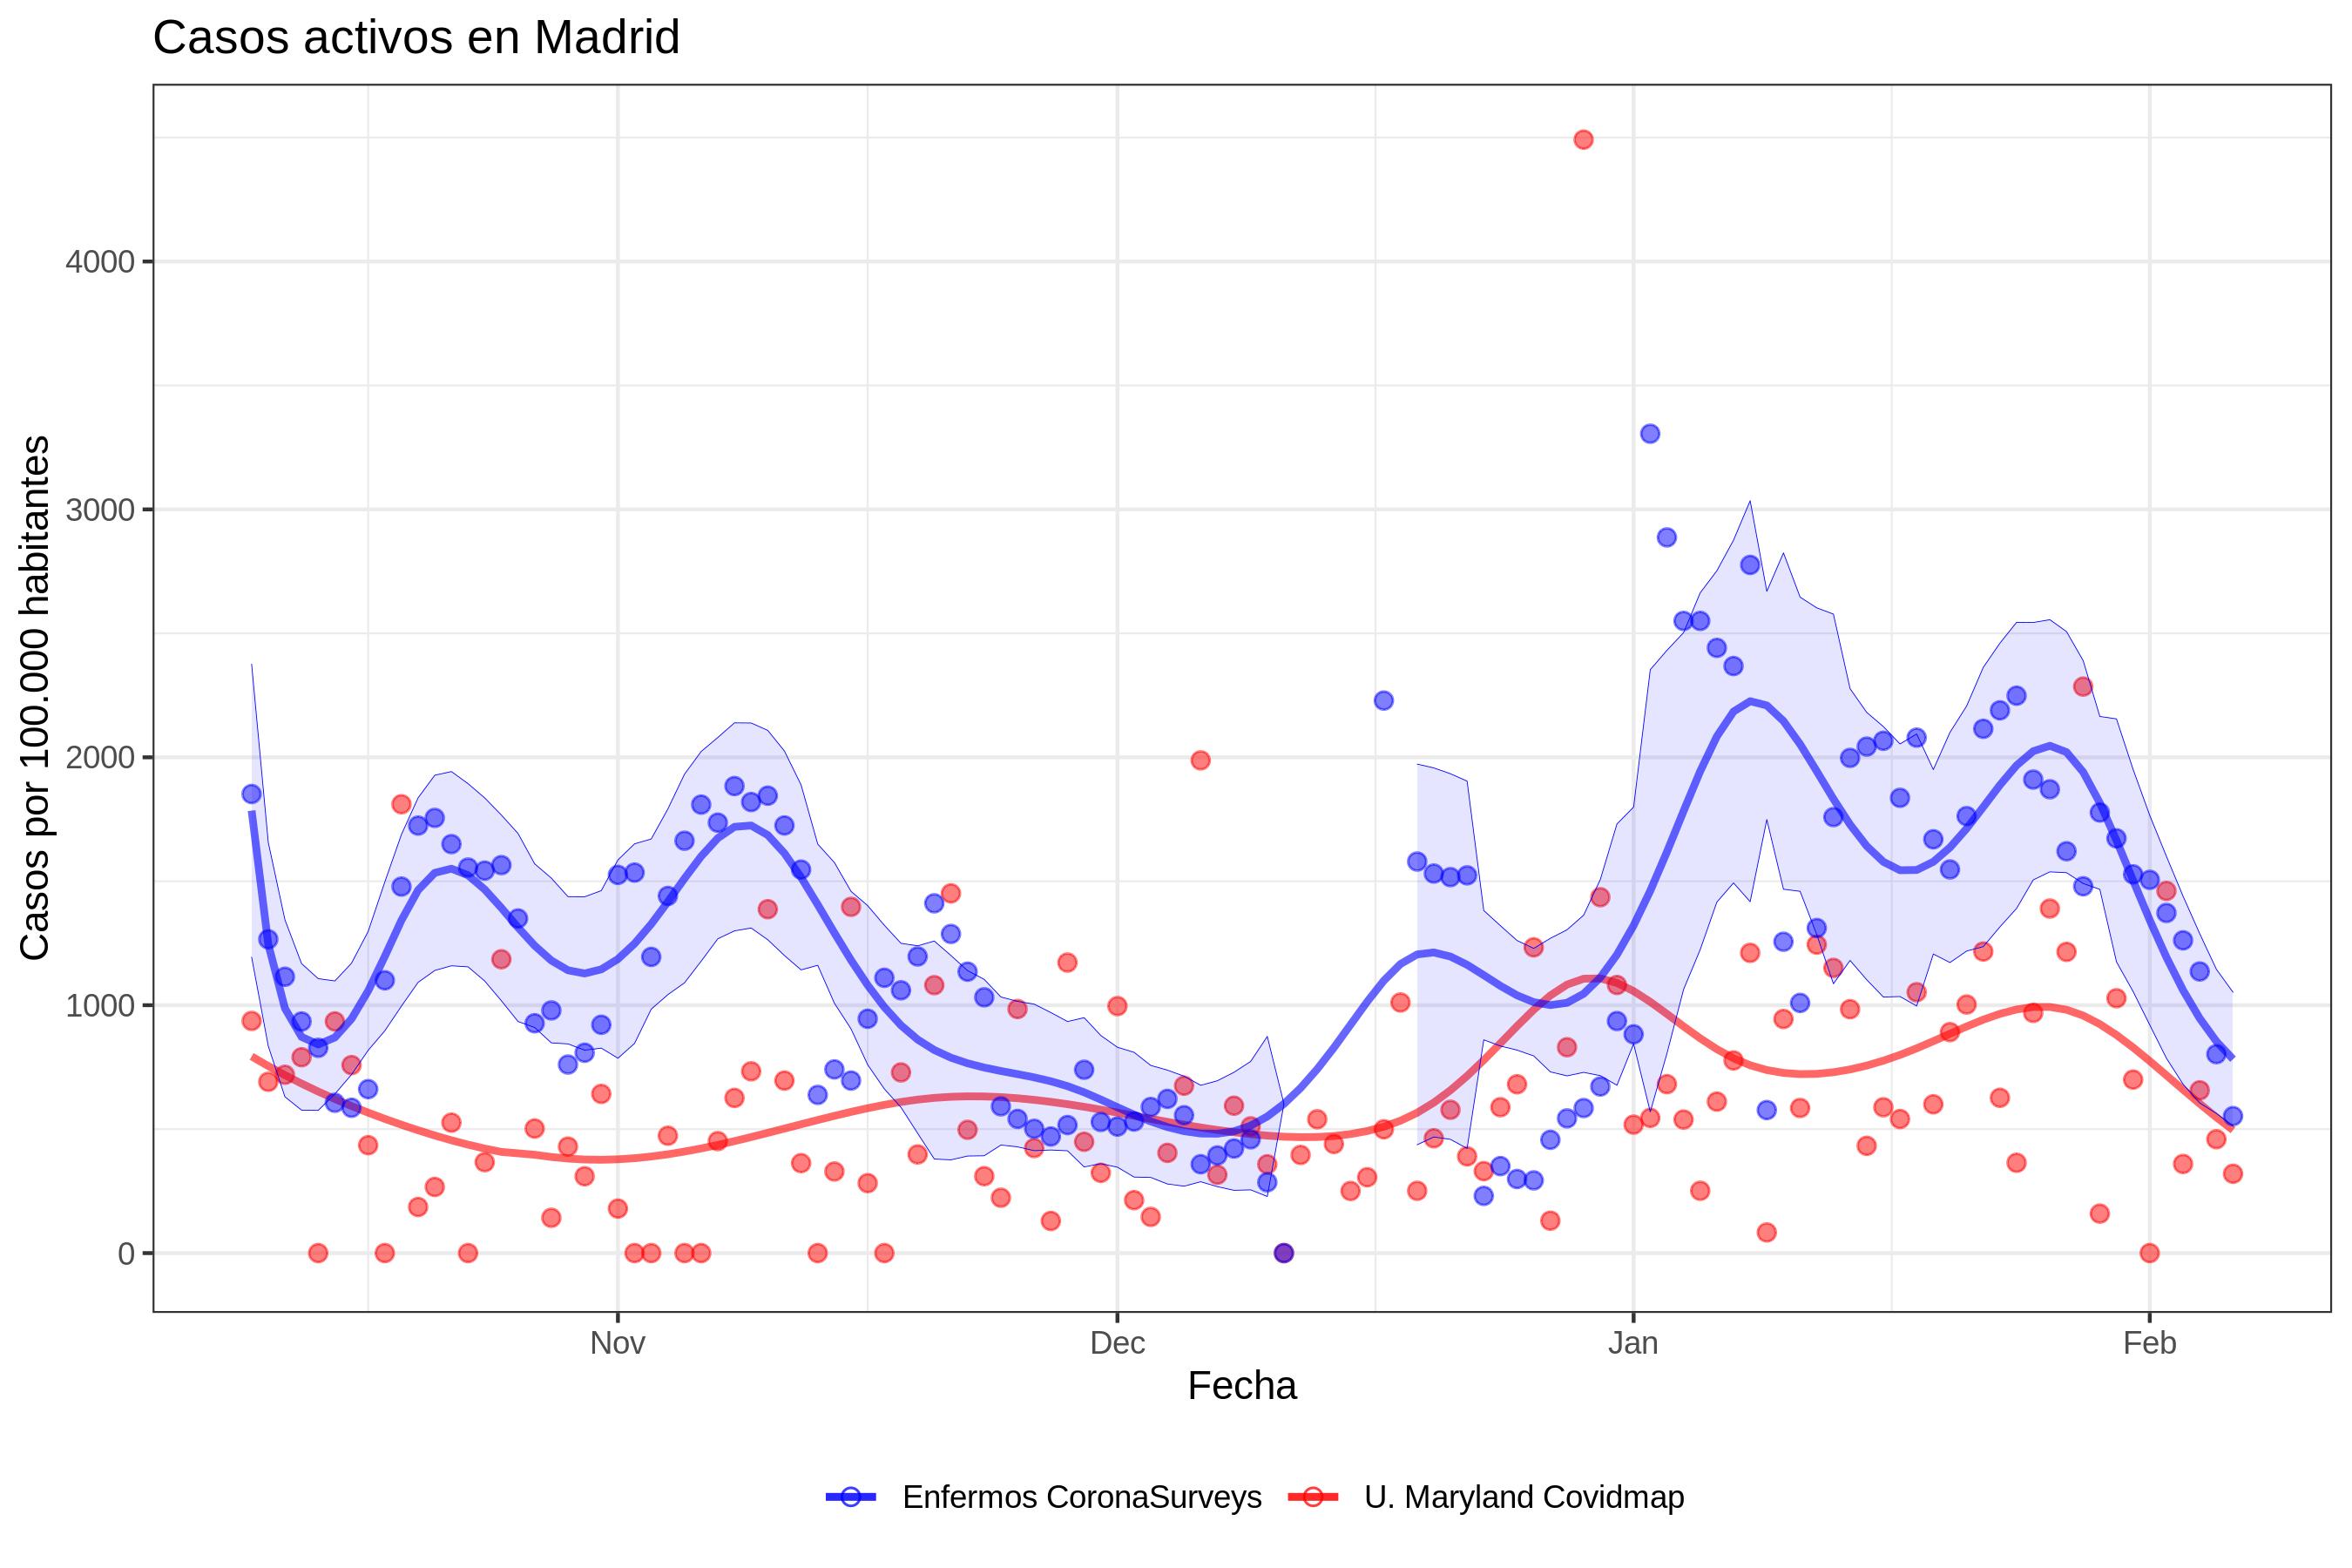 Casos activos en Madrid
Casos por 100.000 habitantes
4000
3000
2000
1000
0
Nov Dec Jan Feb
Fecha
Enfermos CoronaSurveys U. Maryland Covidmap